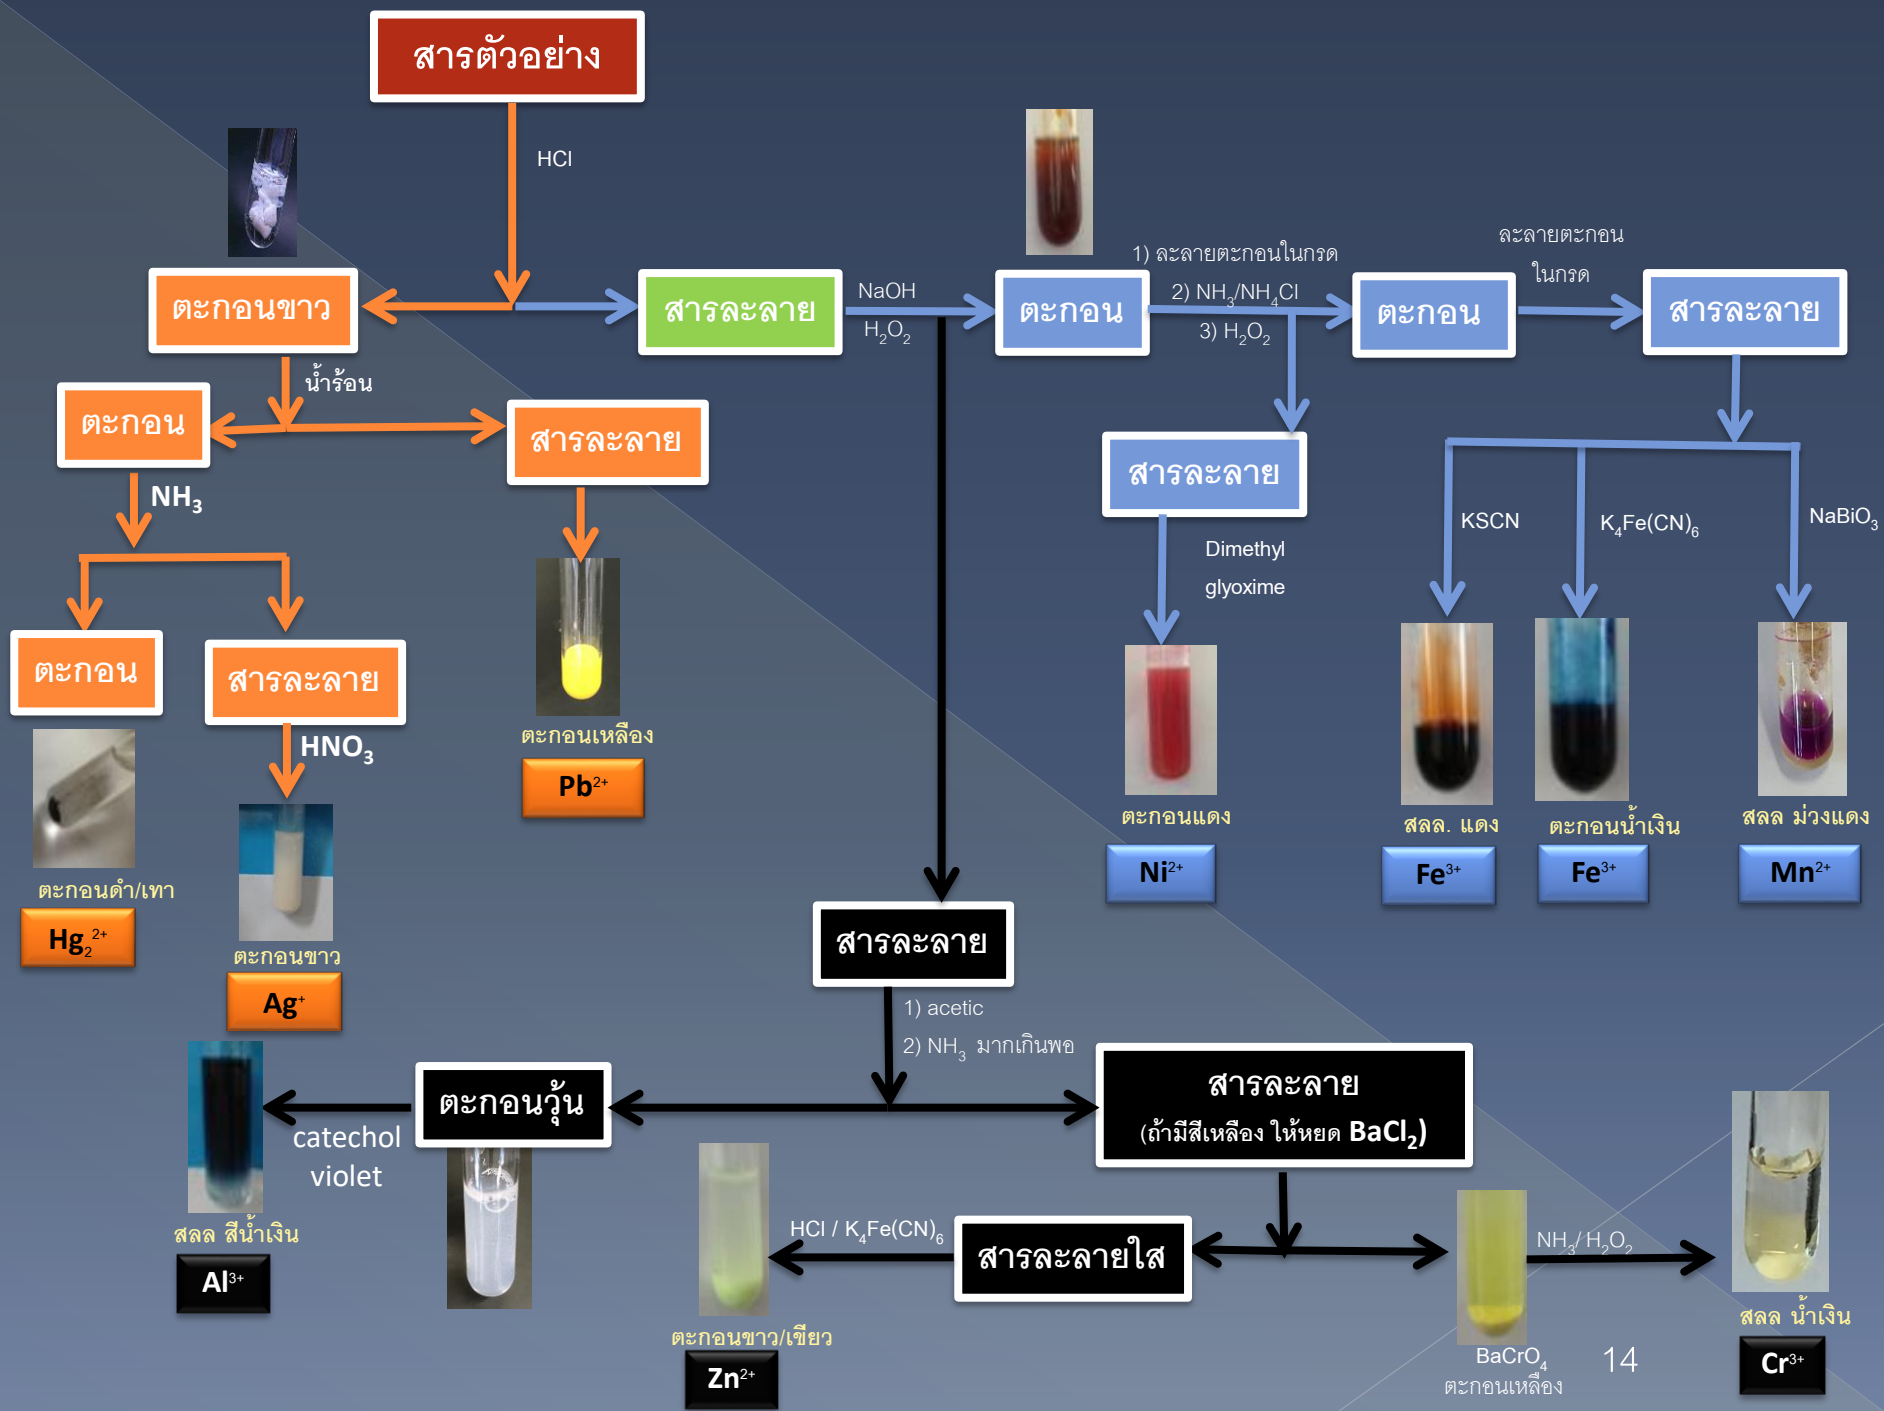 สารตัวอย่าง
HCl
ตะกอนขาว
สารละลาย
NaOH
H₂O₂
ตะกอน
1) ละลายตะกอนในกรด
2) NH₃/NH₄Cl
3) H₂O₂
ตะกอน
ละลายตะกอน
ในกรด
สารละลาย
น้ำร้อน
ตะกอน
สารละลาย
สารละลาย
NH₃
KSCN
K₄Fe(CN)₆
NaBiO₃
Dimethyl
glyoxime
ตะกอน
สารละลาย
HNO₃
ตะกอนเหลือง
Pb²⁺
ตะกอนแดง
Ni²⁺
สลล. แดง
Fe³⁺
ตะกอนน้ำเงิน
Fe³⁺
สลล ม่วงแดง
Mn²⁺
ตะกอนดำ/เทา
Hg₂²⁺
ตะกอนขาว
Ag⁺
สารละลาย
1) acetic
2) NH₃ มากเกินพอ
ตะกอนวุ้น
สารละลาย
(ถ้ามีสีเหลือง ให้หยด BaCl₂)
catechol
violet
สลล สีน้ำเงิน
Al³⁺
HCl / K₄Fe(CN)₆
สารละลายใส
NH₃/ H₂O₂
ตะกอนขาว/เขียว
Zn²⁺
BaCrO₄
ตะกอนเหลือง
14
สลล น้ำเงิน
Cr³⁺